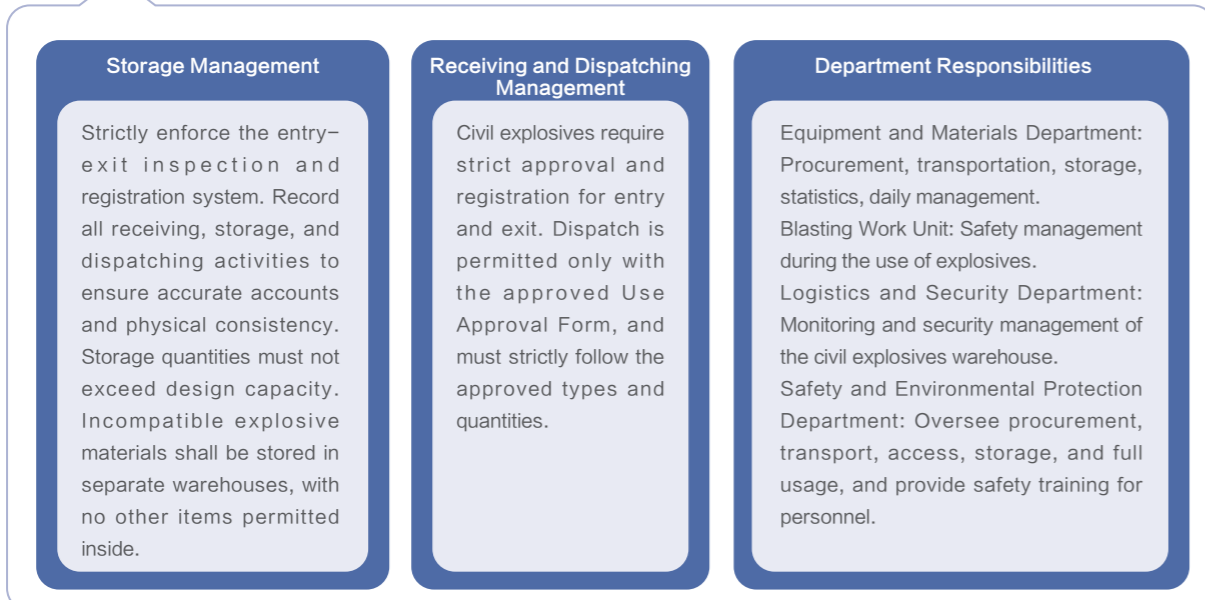 Storage Management
Strictly enforce the entry-
exit inspection and
registration system. Record
all receiving, storage, and
dispatching activities to
ensure accurate accounts
and physical consistency.
Storage quantities must not
exceed design capacity.
Incompatible explosive
materials shall be stored in
separate warehouses, with
no other items permitted
inside.
Receiving and Dispatching
Management
Civil explosives require
strict approval and
registration for entry
and exit. Dispatch is
permitted only with
the approved Use
Approval Form, and
must strictly follow the
approved types and
quantities.
Department Responsibilities
Equipment and Materials Department:
Procurement, transportation, storage,
statistics, daily management.
Blasting Work Unit: Safety management
during the use of explosives.
Logistics and Security Department:
Monitoring and security management of
the civil explosives warehouse.
Safety and Environmental Protection
Department: Oversee procurement,
transport, access, storage, and full
usage, and provide safety training for
personnel.